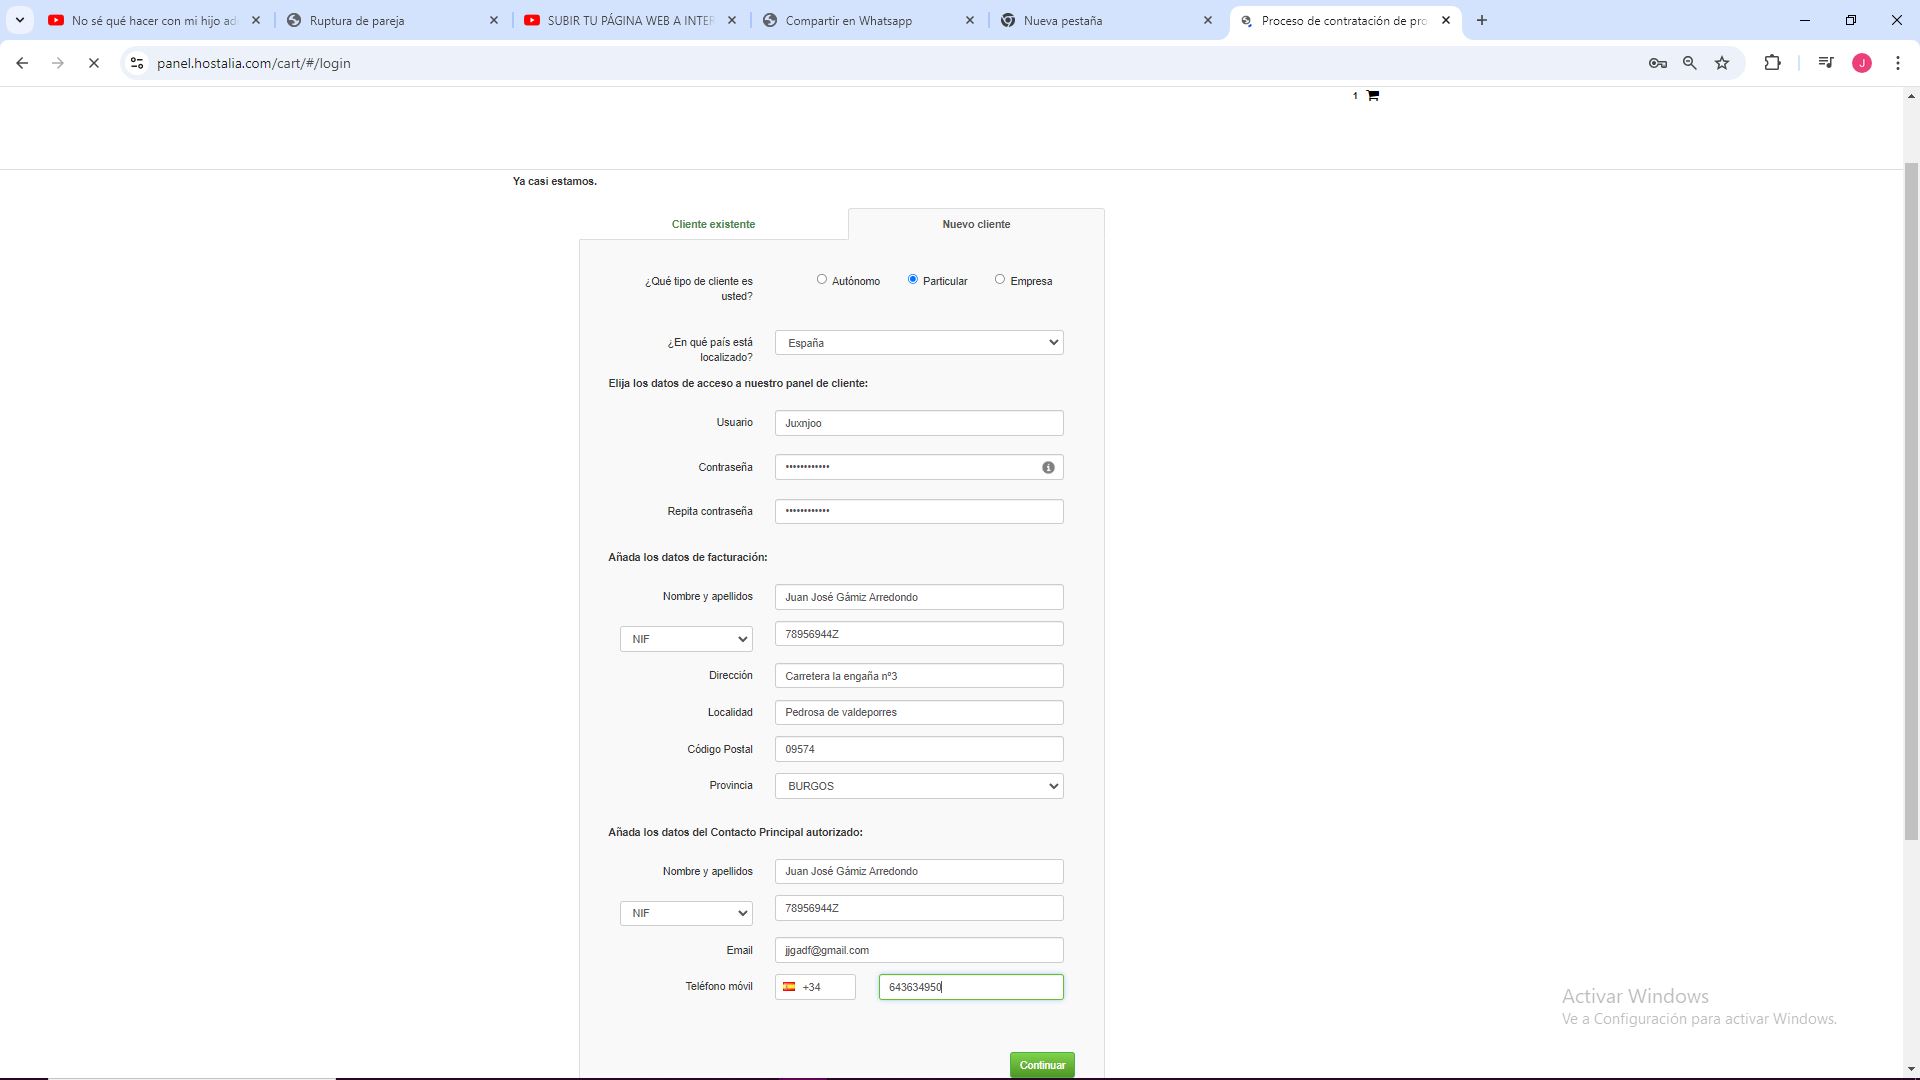 No sé qué hacer con mi hijo ad
Ruptura de pareja
SUBIR TU PÁGINA WEB A INTER
Compartir en Whatsapp
Nueva pestaña
Proceso de contratación de pro
panel.hostalia.com/cart/#/login
J
1
Ya casi estamos.
Cliente existente
Nuevo cliente
¿Qué tipo de cliente es
usted?
Autónomo
Particular
Empresa
¿En qué país está
localizado?
España
Elija los datos de acceso a nuestro panel de cliente:
Usuario
Juxnjoo
Contraseña
••••••••••••
Repita contraseña
••••••••••••
Añada los datos de facturación:
Nombre y apellidos
Juan José Gámiz Arredondo
NIF
78956944Z
Dirección
Carretera la engaña nº3
Localidad
Pedrosa de valdeporres
Código Postal
09574
Provincia
BURGOS
Añada los datos del Contacto Principal autorizado:
Nombre y apellidos
Juan José Gámiz Arredondo
NIF
78956944Z
Email
jjgadf@gmail.com
Teléfono móvil
+34
643634950
Activar Windows
Ve a Configuración para activar Windows.
Continuar